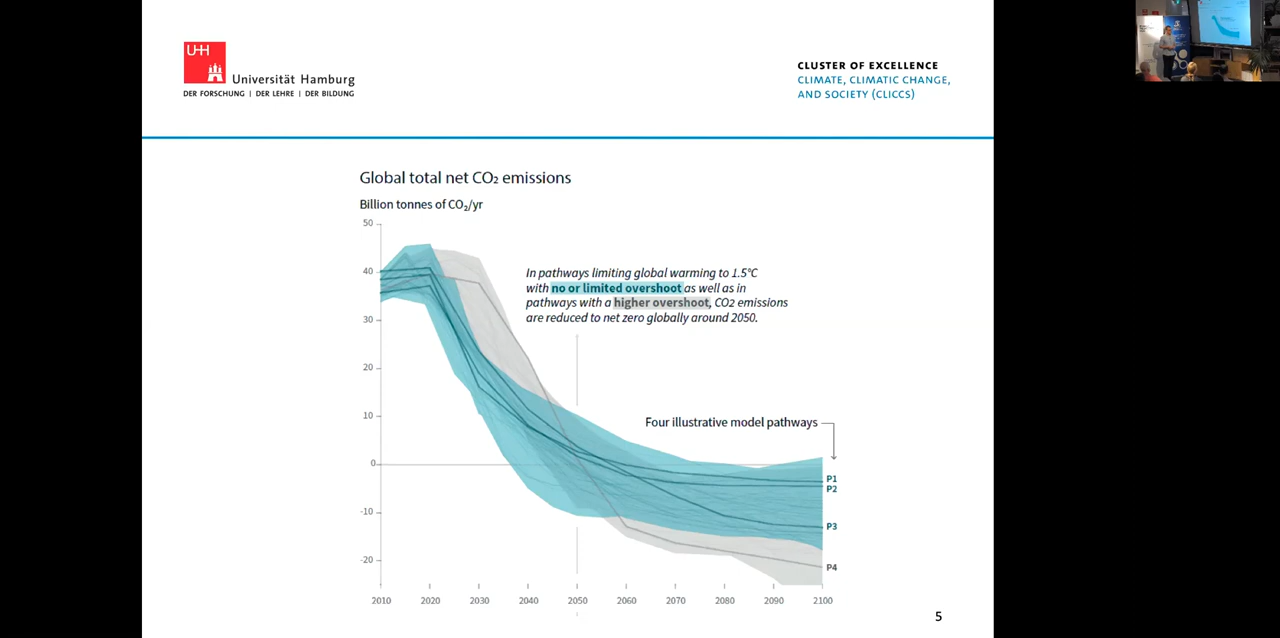 UHH
Universität Hamburg
DER FORSCHUNG | DER LEHRE | DER BILDUNG
CLUSTER OF EXCELLENCE
CLIMATE, CLIMATIC CHANGE,
AND SOCIETY (CLICCS)
Global total net CO₂ emissions
Billion tonnes of CO₂/yr
50
40
30
20
10
0
-10
-20
In pathways limiting global warming to 1.5°C
with no or limited overshoot as well as in
pathways with a higher overshoot, CO2 emissions
are reduced to net zero globally around 2050.
Four illustrative model pathways
P1
P2
P3
P4
2010 2020 2030 2040 2050 2060 2070 2080 2090 2100
5